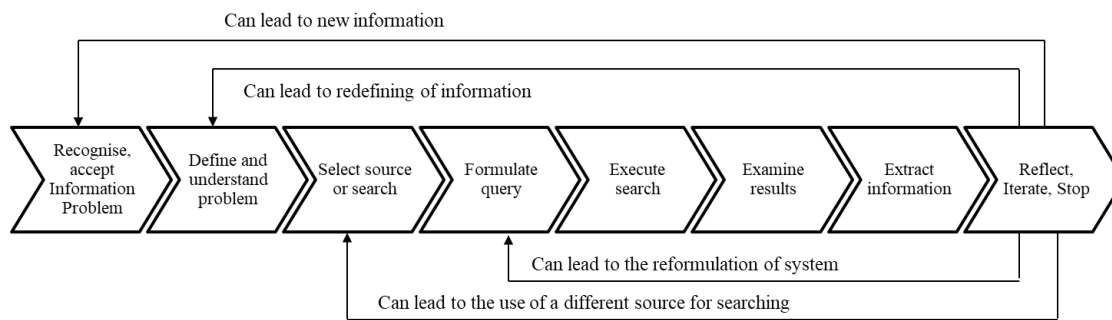 Can lead to new information
Can lead to redefining of information
Recognise,
accept
Information
Problem
Define and
understand
problem
Select source
or search
Formulate
query
Execute
search
Examine
results
Extract
information
Reflect,
Iterate, Stop
Can lead to the reformulation of system
Can lead to the use of a different source for searching